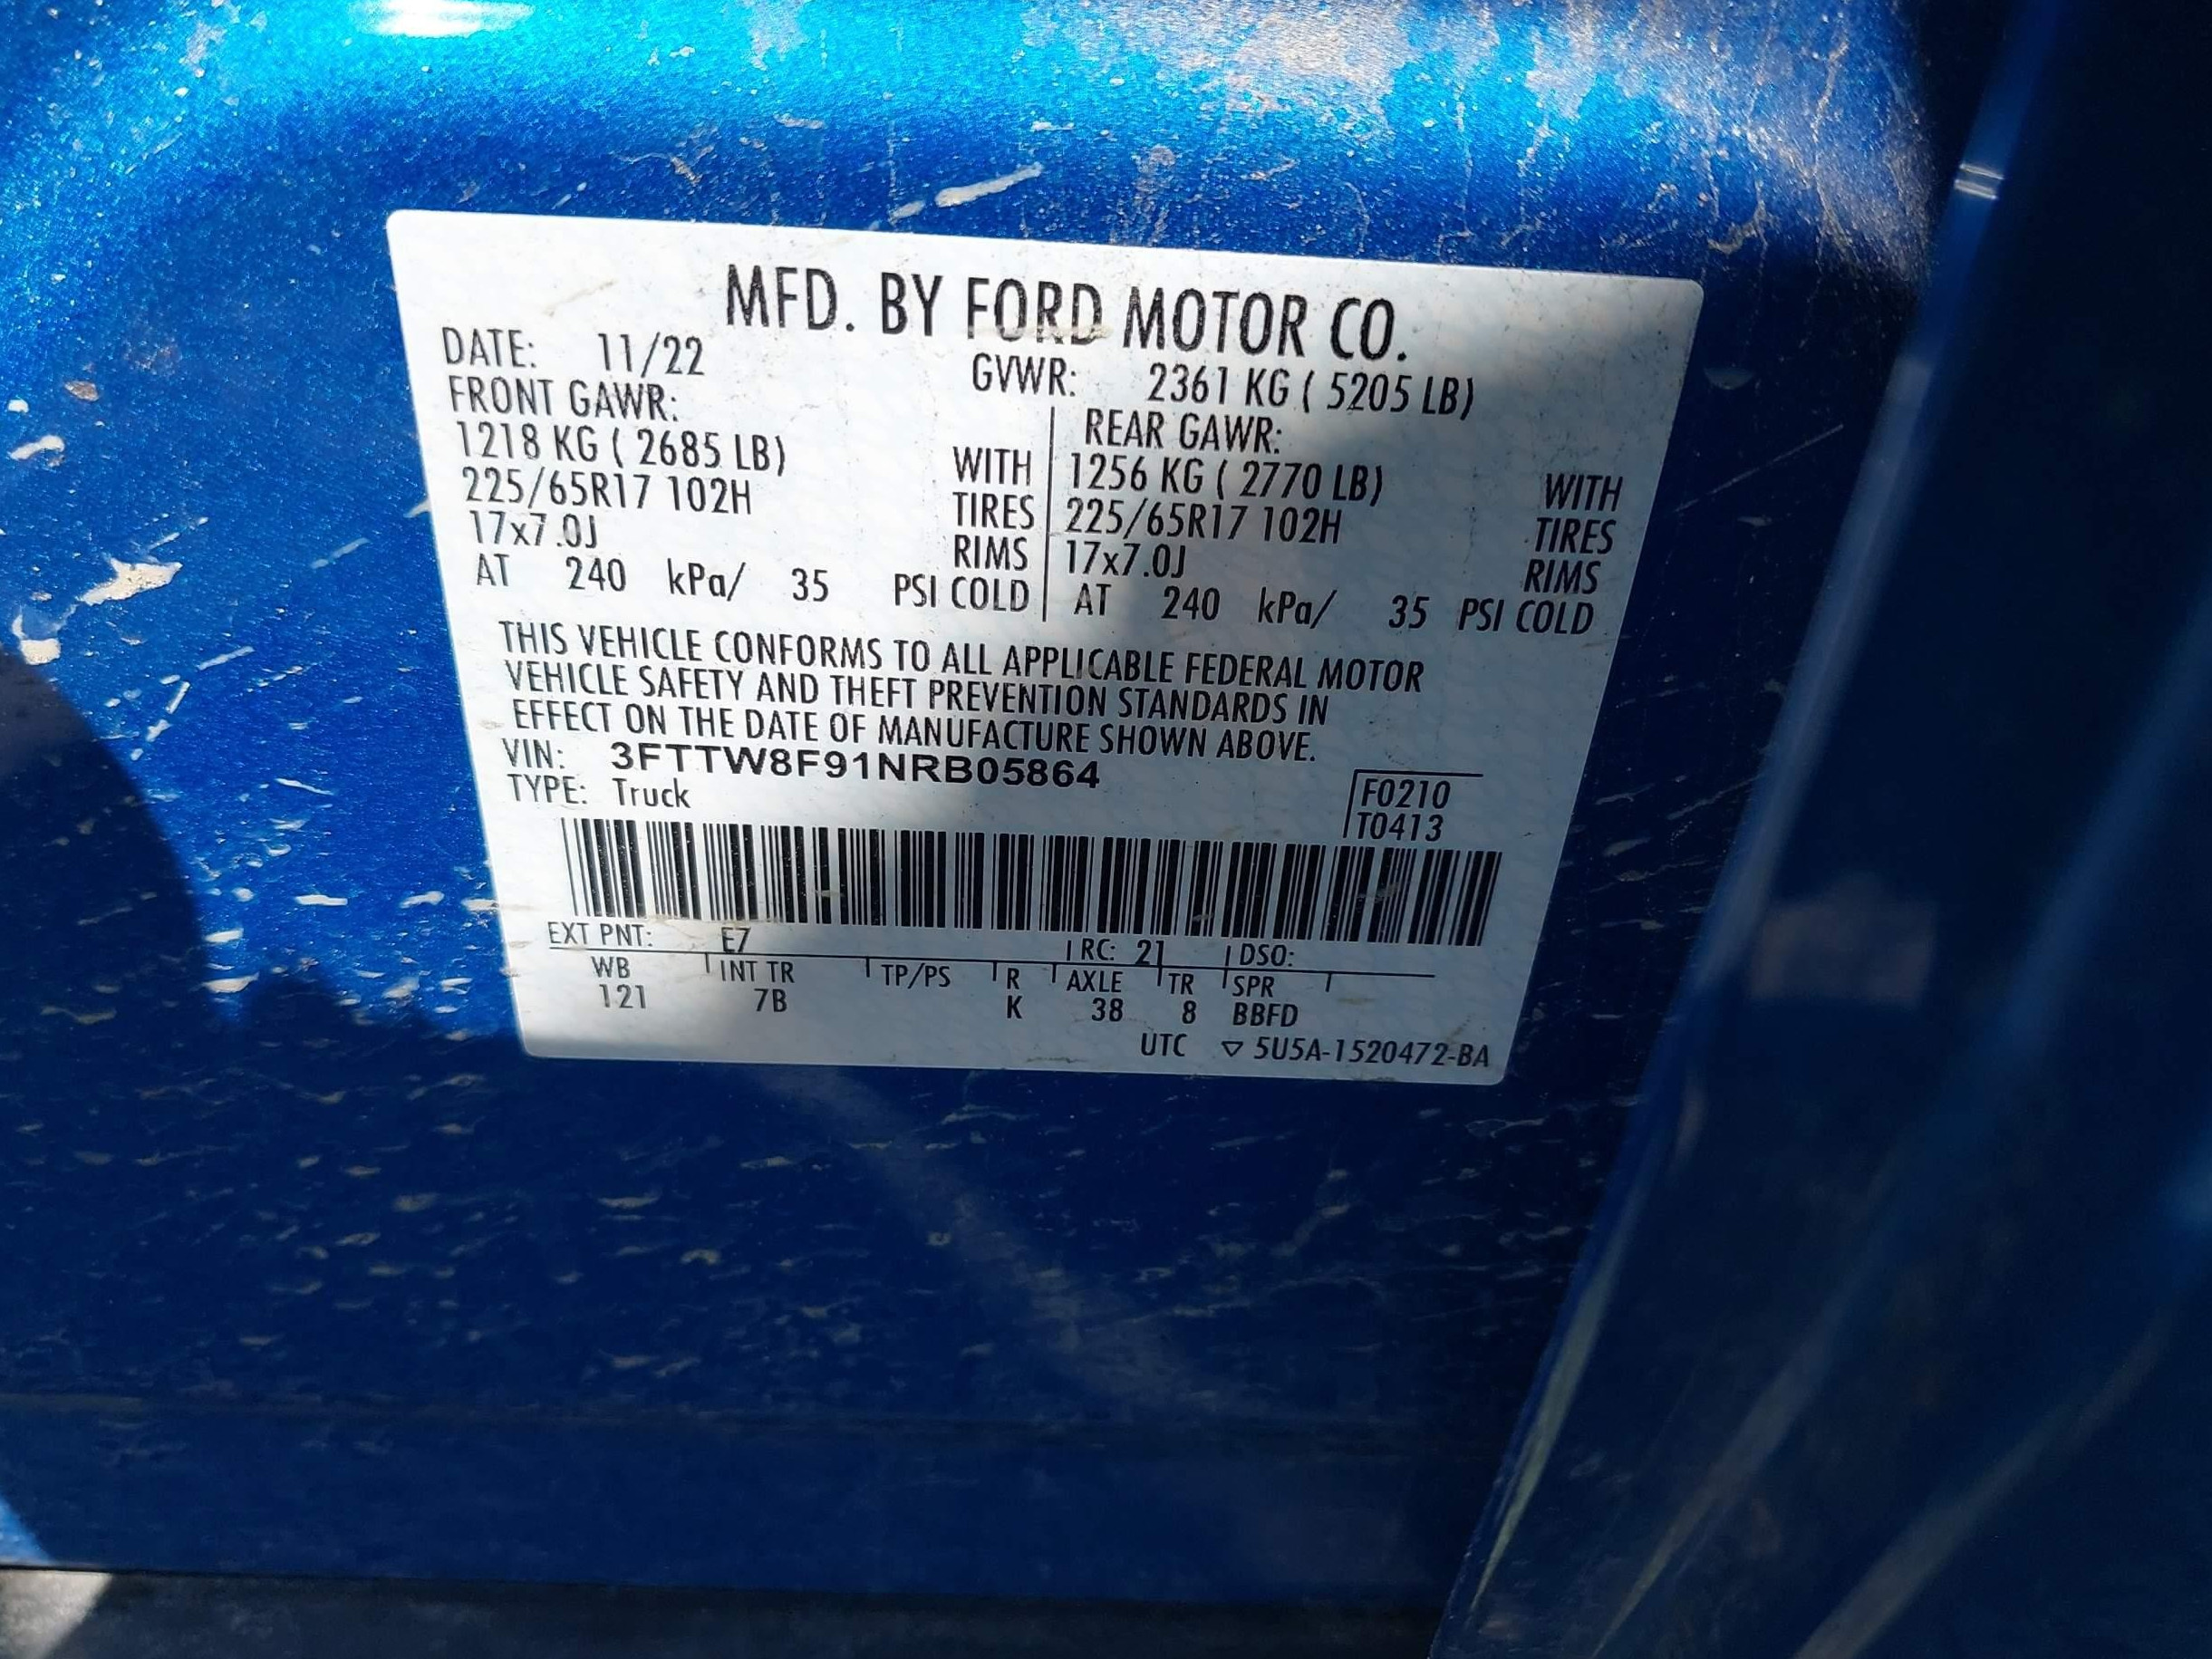 MFD. BY FORD MOTOR CO.
DATE: 11/22 GVWR: 2361 KG ( 5205 LB)
FRONT GAWR: REAR GAWR:
1218 KG ( 2685 LB) WITH 1256 KG ( 2770 LB) WITH
225/65R17 102H TIRES 225/65R17 102H TIRES
17x7.0J RIMS 17x7.0J RIMS
AT 240 kPa/ 35 PSI COLD AT 240 kPa/ 35 PSI COLD
THIS VEHICLE CONFORMS TO ALL APPLICABLE FEDERAL MOTOR
VEHICLE SAFETY AND THEFT PREVENTION STANDARDS IN
EFFECT ON THE DATE OF MANUFACTURE SHOWN ABOVE.
VIN: 3FTTW8F91NRB05864
TYPE: Truck F0210
T0413
EXT PNT: E7 RC: 21 DSO:
WB INT TR TP/PS R AXLE TR SPR
121 7B K 38 8 BBFD
UTC ▽ 5U5A-1520472-BA